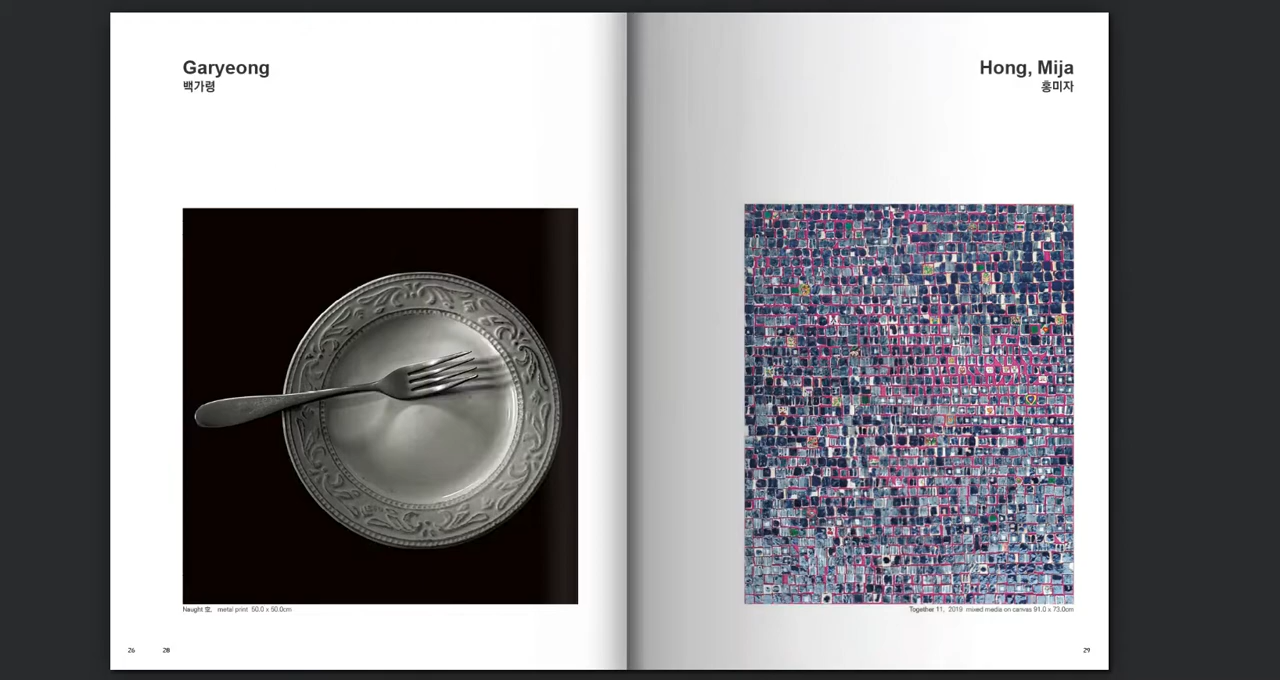 Garyeong
백가령
Naught 호, metal print 50.0 x 50.0cm
26 28
Hong, Mija
홍미자
Together 11, 2019 mixed media on canvas 91.0 x 73.0cm
29